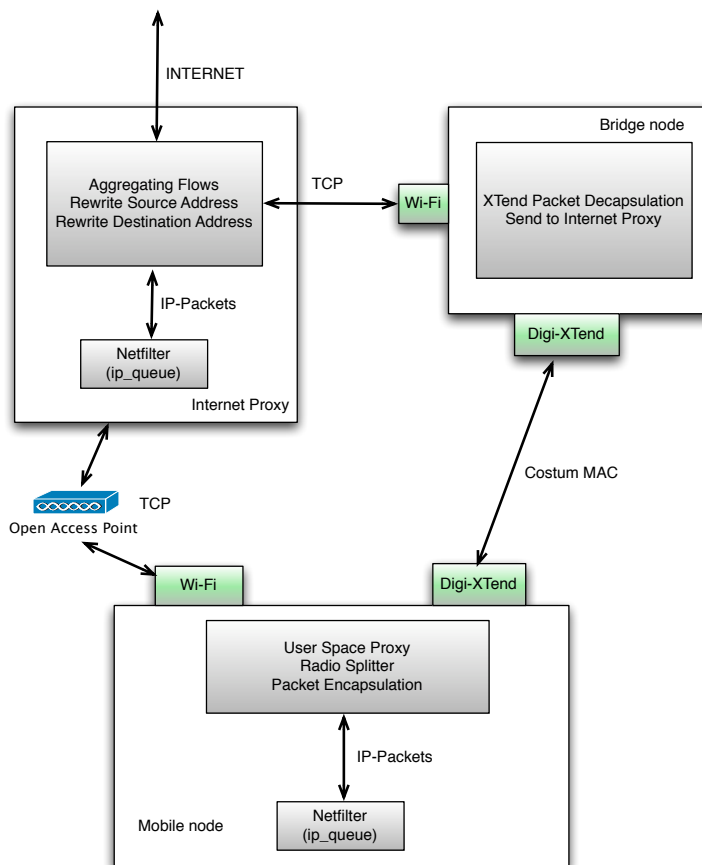 INTERNET
Bridge node
Aggregating Flows
Rewrite Source Address
Rewrite Destination Address
TCP
Wi-Fi
XTend Packet Decapsulation
Send to Internet Proxy
IP-Packets
Netfilter
(ip_queue)
Internet Proxy
Digi-XTend
Costum MAC
TCP
Open Access Point
Wi-Fi
Digi-XTend
User Space Proxy
Radio Splitter
Packet Encapsulation
IP-Packets
Netfilter
(ip_queue)
Mobile node